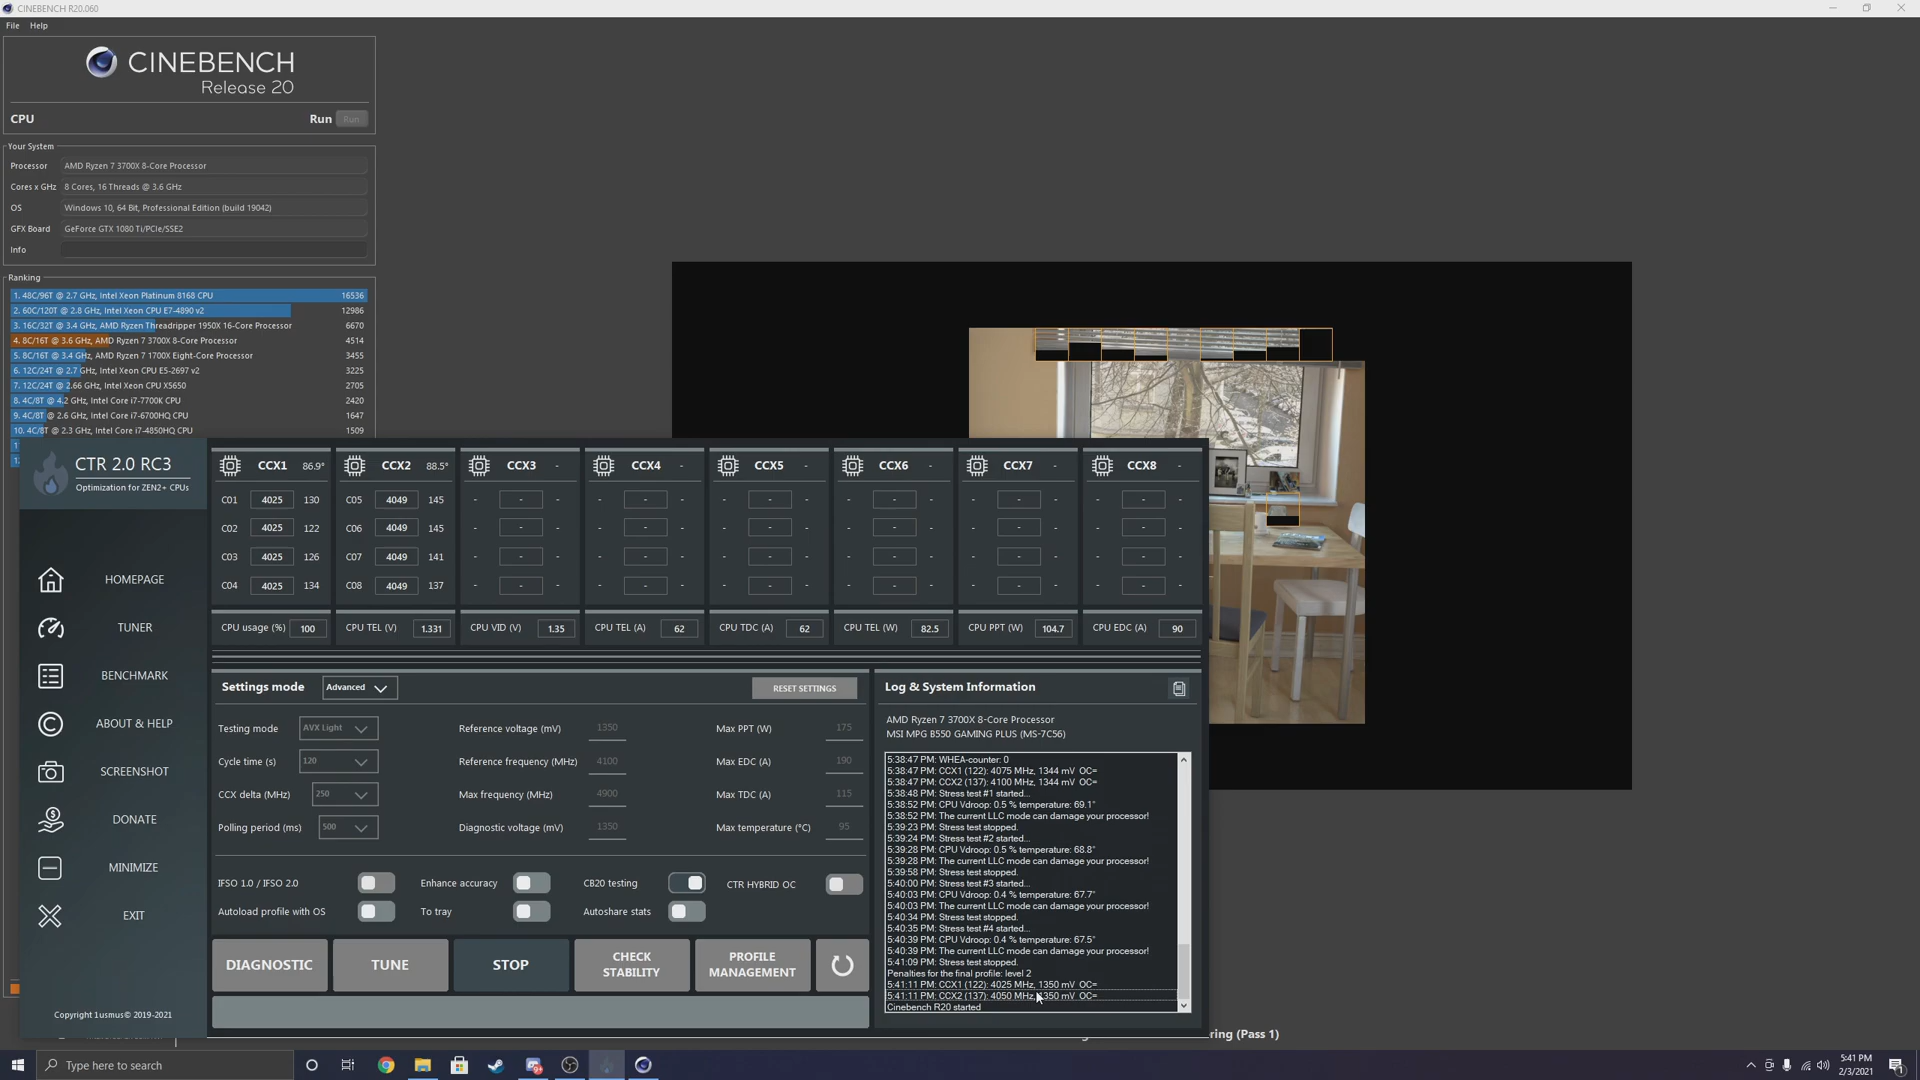 CINEBENCH R20.060
File Help
CINEBENCH
Release 20
CPU Run Run
Your System
Processor AMD Ryzen 7 3700X 8-Core Processor
Cores x GHz 8 Cores, 16 Threads @ 3.6 GHz
OS Windows 10, 64 Bit, Professional Edition (build 19042)
GFX Board GeForce GTX 1080 Ti/PCIe/SSE2
Info
Ranking
1. 48C/96T @ 2.7 GHz, Intel Xeon Platinum 8168 CPU 16536
2. 60C/120T @ 2.8 GHz, Intel Xeon CPU E7-4890 v2 12986
3. 16C/32T @ 3.4 GHz, AMD Ryzen Threadripper 1950X 16-Core Processor 6670
4. 8C/16T @ 3.6 GHz, AMD Ryzen 7 3700X 8-Core Processor 4514
5. 8C/16T @ 3.4 GHz, AMD Ryzen 7 1700X Eight-Core Processor 3455
6. 12C/24T @ 2.7 GHz, Intel Xeon CPU E5-2697 v2 3225
7. 12C/24T @ 2.66 GHz, Intel Xeon CPU X5650 2705
8. 4C/8T @ 4.2 GHz, Intel Core i7-7700K CPU 2420
9. 4C/8T @ 2.6 GHz, Intel Core i7-6700HQ CPU 1647
10. 4C/8T @ 2.3 GHz, Intel Core i7-4850HQ CPU 1509
CTR 2.0 RC3
Optimization for ZEN2+ CPUs
HOMEPAGE
TUNER
BENCHMARK
ABOUT & HELP
SCREENSHOT
DONATE
MINIMIZE
EXIT
Copyright 1usmus© 2019-2021
CCX1 86.9° CCX2 88.5° CCX3 - CCX4 - CCX5 - CCX6 - CCX7 - CCX8 -
C01 4025 130 C05 4049 145 - - - - - - - - - - - - - - - - - -
C02 4025 122 C06 4049 145 - - - - - - - - - - - - - - - - - -
C03 4025 126 C07 4049 141 - - - - - - - - - - - - - - - - - -
C04 4025 134 C08 4049 137 - - - - - - - - - - - - - - - - - -
CPU usage (%) 100 CPU TEL (V) 1.331 CPU VID (V) 1.35 CPU TEL (A) 62 CPU TDC (A) 62 CPU TEL (W) 82.5 CPU PPT (W) 104.7 CPU EDC (A) 90
Settings mode Advanced RESET SETTINGS
Testing mode AVX Light Reference voltage (mV) 1350 Max PPT (W) 175
Cycle time (s) 120 Reference frequency (MHz) 4100 Max EDC (A) 190
CCX delta (MHz) 250 Max frequency (MHz) 4900 Max TDC (A) 115
Polling period (ms) 500 Diagnostic voltage (mV) 1350 Max temperature (°C) 95
IFSO 1.0 / IFSO 2.0 Enhance accuracy CB20 testing CTR HYBRID OC
Autoload profile with OS To tray Autoshare stats
DIAGNOSTIC TUNE STOP CHECK STABILITY PROFILE MANAGEMENT
Log & System Information
AMD Ryzen 7 3700X 8-Core Processor
MSI MPG B550 GAMING PLUS (MS-7C56)
5:38:47 PM: WHEA-counter: 0
5:38:47 PM: CCX1 (122): 4075 MHz, 1344 mV OC=
5:38:47 PM: CCX2 (137): 4100 MHz, 1344 mV OC=
5:38:48 PM: Stress test #1 started...
5:38:52 PM: CPU Vdroop: 0.5 % temperature: 69.1°
5:38:52 PM: The current LLC mode can damage your processor!
5:39:23 PM: Stress test stopped.
5:39:24 PM: Stress test #2 started...
5:39:28 PM: CPU Vdroop: 0.5 % temperature: 68.8°
5:39:28 PM: The current LLC mode can damage your processor!
5:39:58 PM: Stress test stopped.
5:40:00 PM: Stress test #3 started...
5:40:03 PM: CPU Vdroop: 0.4 % temperature: 67.7°
5:40:03 PM: The current LLC mode can damage your processor!
5:40:34 PM: Stress test stopped.
5:40:35 PM: Stress test #4 started...
5:40:39 PM: CPU Vdroop: 0.4 % temperature: 67.5°
5:40:39 PM: The current LLC mode can damage your processor!
5:41:09 PM: Stress test stopped.
Penalties for the final profile: level 2
5:41:11 PM: CCX1 (122): 4025 MHz, 1350 mV OC=
5:41:11 PM: CCX2 (137): 4050 MHz, 1350 mV OC=
Cinebench R20 started
ring (Pass 1)
Type here to search
5:41 PM
2/3/2021